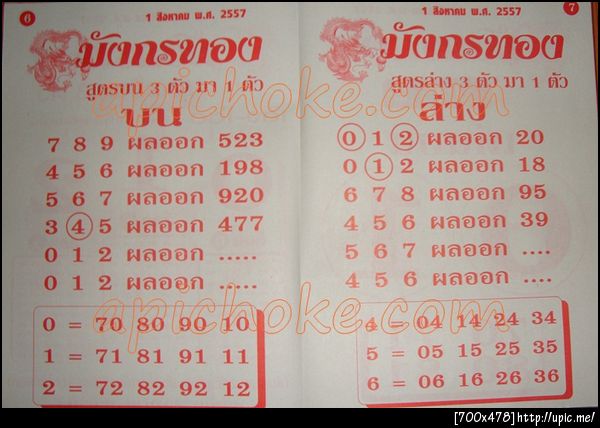 6
1 สิงหาคม พ.ศ. 2557
มังกรทอง
สูตรบน 3 ตัว มา 1 ตัว
บน
7 8 9 ผลออก 523
4 5 6 ผลออก 198
5 6 7 ผลออก 920
3 4 5 ผลออก 477
0 1 2 ผลออก ....
0 1 2 ผลออก ....
0 = 70 80 90 10
1 = 71 81 91 11
2 = 72 82 92 12
7
1 สิงหาคม พ.ศ. 2557
มังกรทอง
สูตรล่าง 3 ตัว มา 1 ตัว
ล่าง
0 1 2 ผลออก 20
0 1 2 ผลออก 18
6 7 8 ผลออก 95
4 5 6 ผลออก 39
5 6 7 ผลออก ....
4 5 6 ผลออก ....
4 = 04 14 24 34
5 = 05 15 25 35
6 = 06 16 26 36
apichoke.com
apichoke.com
[700x478]http://upic.me/